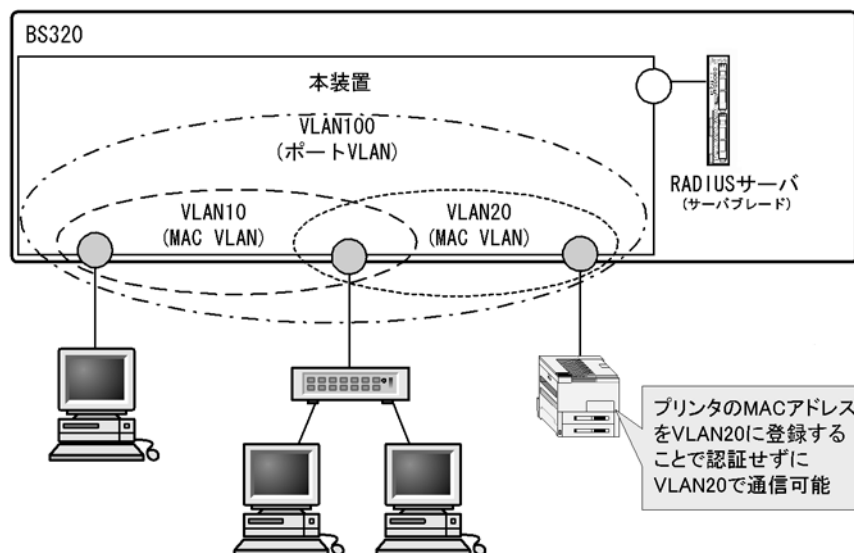 BS320
本装置
VLAN100
(ポートVLAN)
RADIUSサーバ
(サーバブレード)
VLAN10
(MAC VLAN)
VLAN20
(MAC VLAN)
プリンタのMACアドレス
をVLAN20に登録する
ことで認証せずに
VLAN20で通信可能